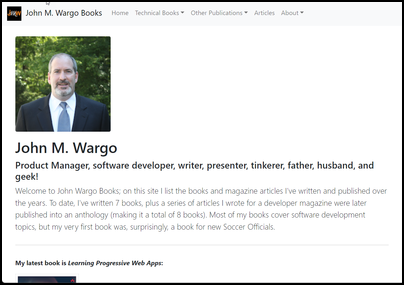 John M. Wargo Books Home Technical Books Other Publications Articles About
John M. Wargo
Product Manager, software developer, writer, presenter, tinkerer, father, husband, and
geek!
Welcome to John Wargo Books; on this site I list the books and magazine articles I've written and published over
the years. To date, I've written 7 books, plus a series of articles I wrote for a developer magazine were later
published into an anthology (making it a total of 8 books). Most of my books cover software development
topics, but my very first book was, surprisingly, a book for new Soccer Officials.
My latest book is Learning Progressive Web Apps: